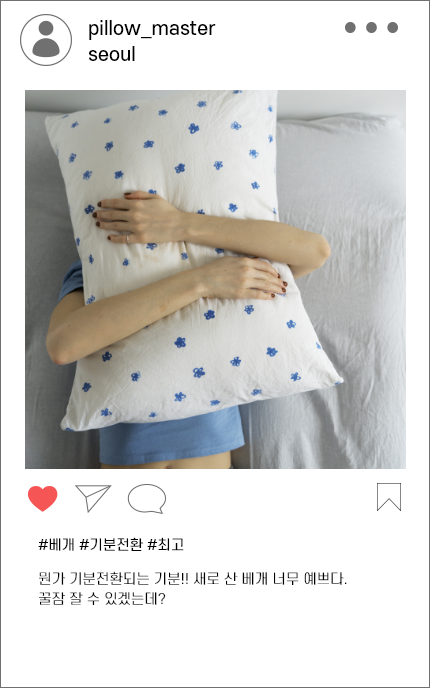 pillow_master
seoul
#베개 #기분전환 #최고
뭔가 기분전환되는 기분!! 새로 산 베개 너무 예쁘다.
꿀잠 잘 수 있겠는데?